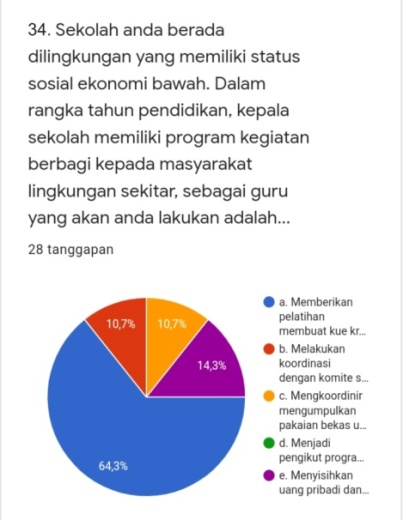 34. Sekolah anda berada
dilingkungan yang memiliki status
sosial ekonomi bawah. Dalam
rangka tahun pendidikan, kepala
sekolah memiliki program kegiatan
berbagi kepada masyarakat
lingkungan sekitar, sebagai guru
yang akan anda lakukan adalah...
28 tanggapan
10,7%
10,7%
14,3%
64,3%
a. Memberikan
pelatihan
membuat kue kr...
b. Melakukan
koordinasi
dengan komite s...
c. Mengkoordinir
mengumpulkan
pakaian bekas u...
d. Menjadi
pengikut progra...
e. Menyisihkan
uang pribadi dan...